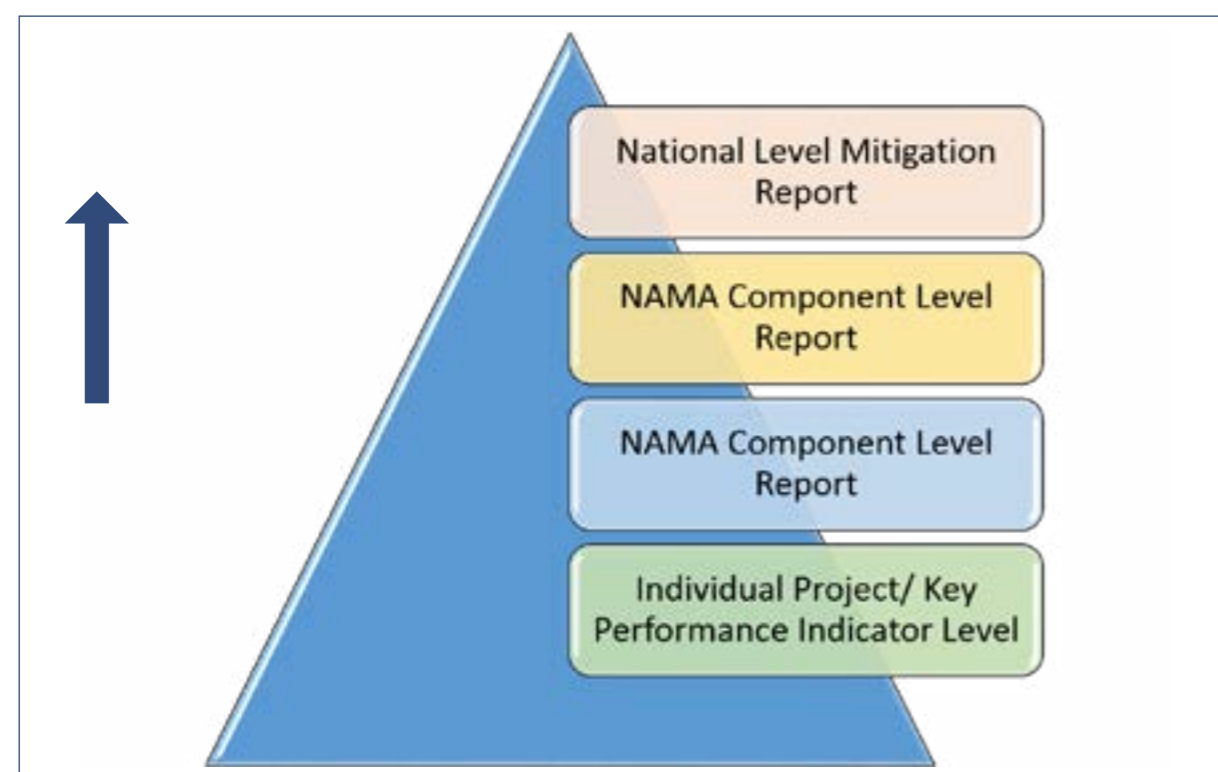 National Level Mitigation
Report
NAMA Component Level
Report
NAMA Component Level
Report
Individual Project/ Key
Performance Indicator Level